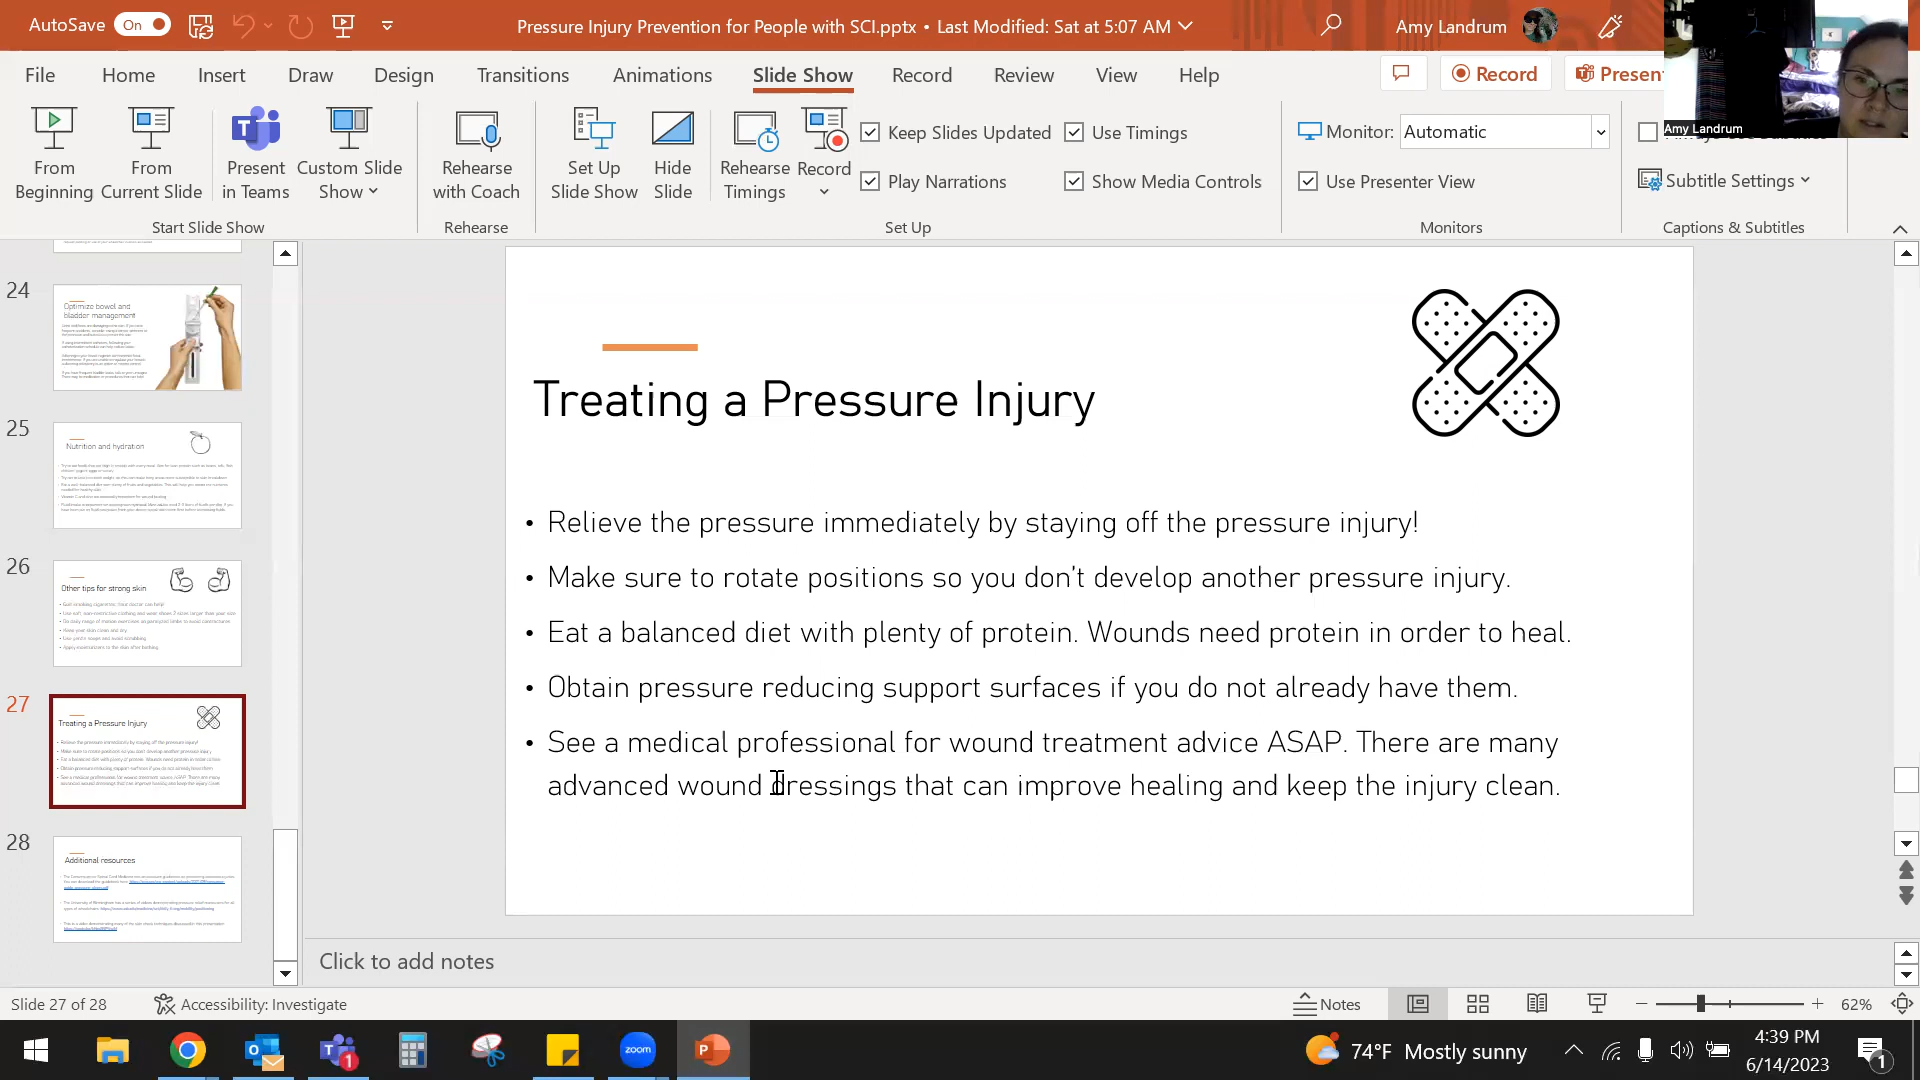 AutoSave On
Pressure Injury Prevention for People with SCI.pptx • Last Modified: Sat at 5:07 AM
Amy Landrum
File Home Insert Draw Design Transitions Animations Slide Show Record Review View Help
Record
Present
Amy Landrum
From Beginning
From Current Slide
Present in Teams
Custom Slide Show
Start Slide Show
Rehearse with Coach
Rehearse
Set Up Slide Show
Hide Slide
Rehearse Timings
Record
Keep Slides Updated
Use Timings
Play Narrations
Show Media Controls
Set Up
Monitor: Automatic
Use Presenter View
Monitors
Subtitle Settings
Captions & Subtitles
24
Optimize bowel and
bladder management
25
Nutrition and hydration
26
Other tips for strong skin
27
Treating a Pressure Injury
28
Additional resources
Treating a Pressure Injury
• Relieve the pressure immediately by staying off the pressure injury!
• Make sure to rotate positions so you don't develop another pressure injury.
• Eat a balanced diet with plenty of protein. Wounds need protein in order to heal.
• Obtain pressure reducing support surfaces if you do not already have them.
• See a medical professional for wound treatment advice ASAP. There are many
advanced wound dressings that can improve healing and keep the injury clean.
Click to add notes
Slide 27 of 28
Accessibility: Investigate
Notes
62%
1
zoom
P
74°F Mostly sunny
4:39 PM
6/14/2023
1